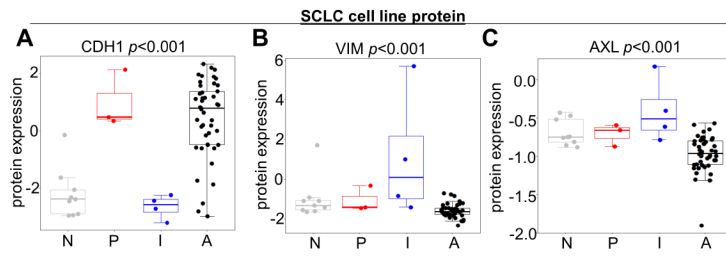 SCLC cell line protein
A
CDH1 p<0.001
protein expression
2
0
-2
N P I A
B
VIM p<0.001
protein expression
6
4
2
0
-2
N P I A
C
AXL p<0.001
protein expression
0.0
-0.5
-1.0
-1.5
-2.0
N P I A